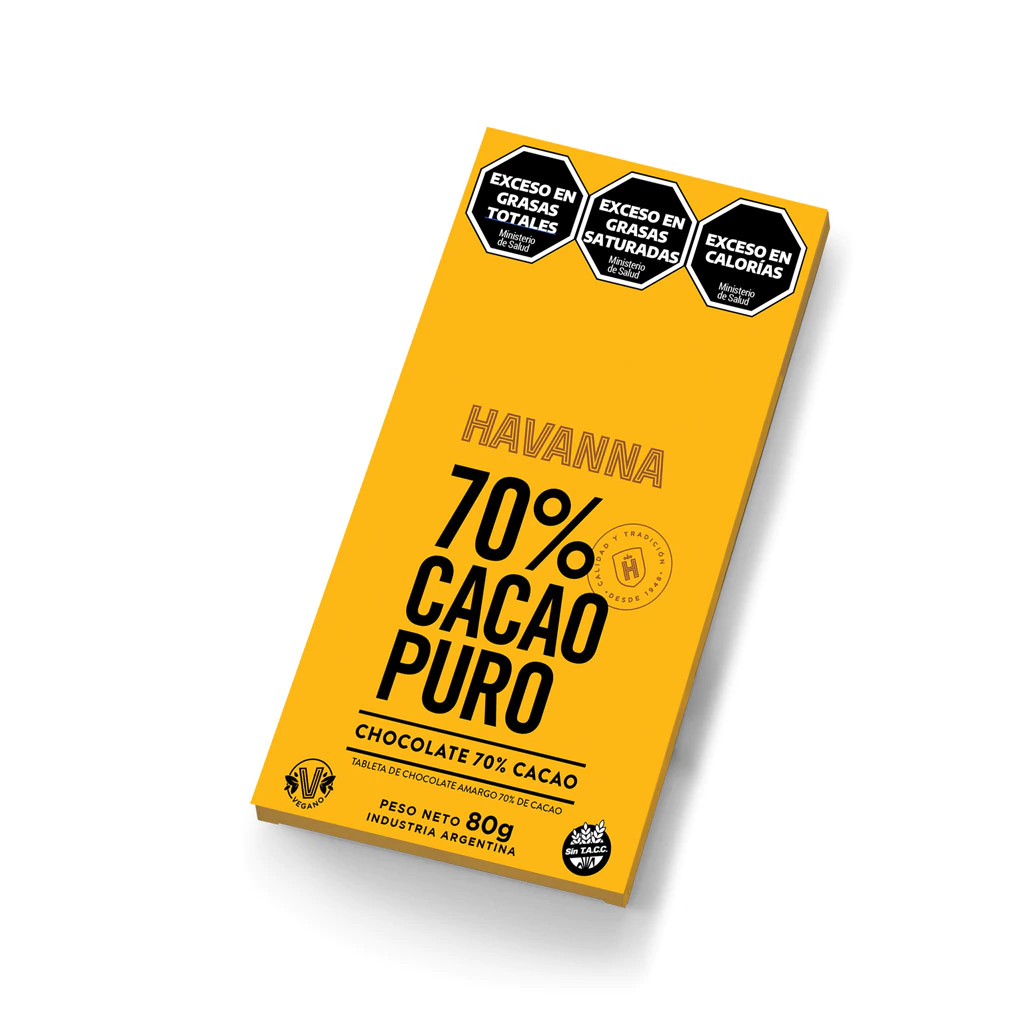 EXCESO EN
GRASAS
TOTALES
Ministerio
de Salud
EXCESO EN
GRASAS
SATURADAS
Ministerio
de Salud
EXCESO EN
CALORÍAS
Ministerio
de Salud
HAVANNA
70%
CACAO
PURO
CALIDAD Y TRADICIÓN
H
•DESDE 1948•
CHOCOLATE 70% CACAO
TABLETA DE CHOCOLATE AMARGO 70% DE CACAO
V
VEGANO
PESO NETO 80g
INDUSTRIA ARGENTINA
Sin T.A.C.C.